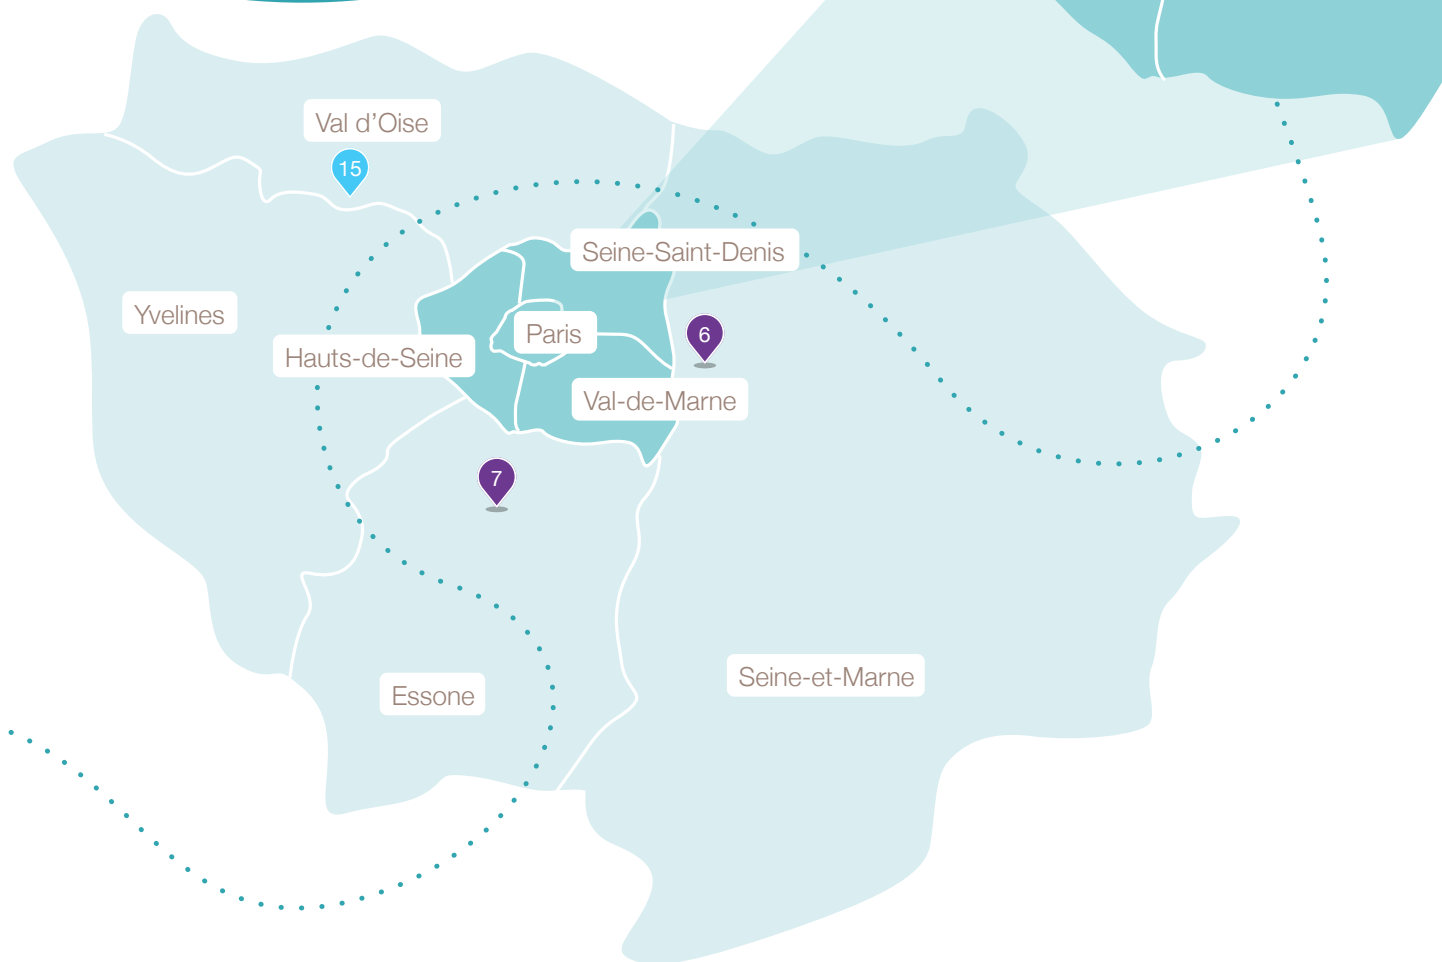 Val d’Oise
15
Seine-Saint-Denis
Yvelines
Paris
6
Hauts-de-Seine
Val-de-Marne
7
Seine-et-Marne
Essone